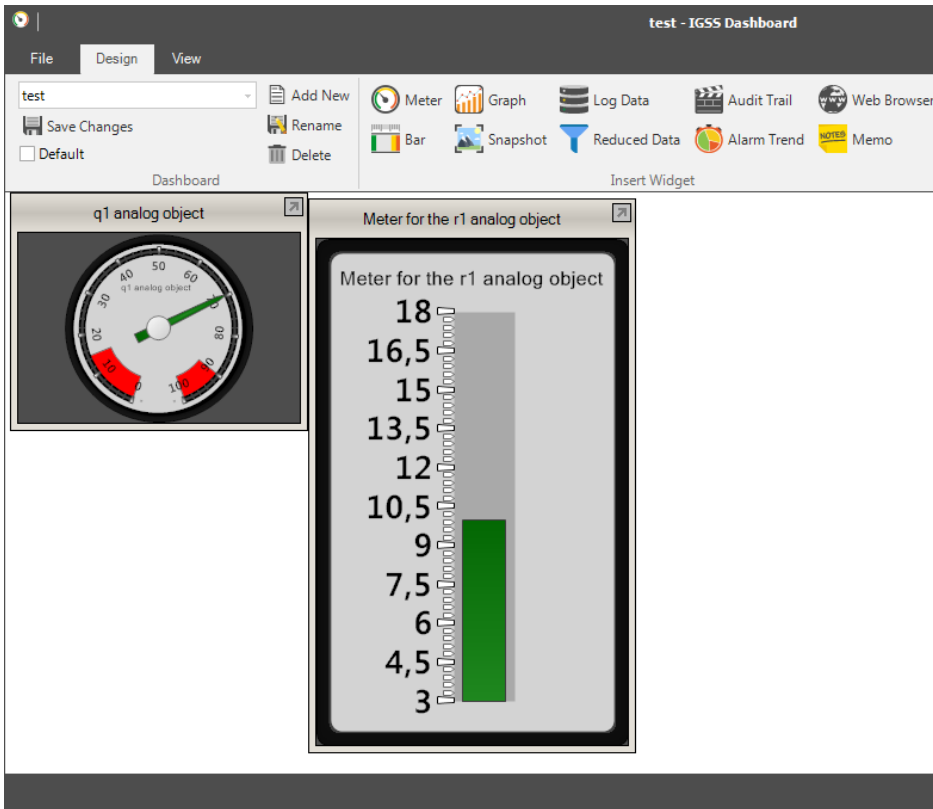 test - IGSS Dashboard
File Design View
test
Add New
Save Changes
Rename
Default
Delete
Dashboard
Meter Graph Log Data Audit Trail Web Browser
Bar Snapshot Reduced Data Alarm Trend NOTES Memo
Insert Widget
q1 analog object
0 10 20 30 40 50 60 80 90 100
q1 analog object
Meter for the r1 analog object
Meter for the r1 analog object
18
16,5
15
13,5
12
10,5
9
7,5
6
4,5
3